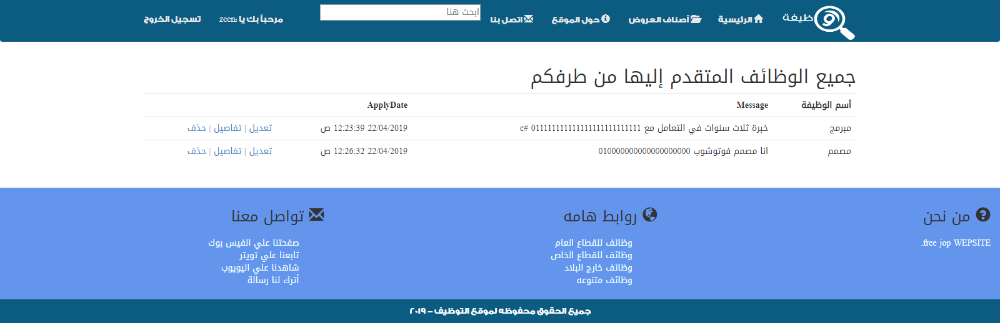 وظيفة
الرئيسية
أصناف العروض
حول الموقع
اتصل بنا
ابحث هنا
مرحباً بك يا :zeen
تسجيل الخروج
جميع الوظائف المتقدم إليها من طرفكم
أسم الوظيفة Message ApplyDate
مبرمج خبرة ثلاث سنوات في التعامل مع c# 01111111111111111111111111 22/04/2019 12:23:39 ص تعديل | تفاصيل | حذف
مصمم انا مصمم فوتوشوب 010000000000000000000 22/04/2019 12:26:32 ص تعديل | تفاصيل | حذف
من نحن
free jop WEPSITE.
روابط هامه
وظائف للقطاع العام
وظائف للقطاع الخاص
وظائف خارج البلاد
وظائف متنوعه
تواصل معنا
صفحتنا علي الفيس بوك
تابعنا علي تويتر
شاهدنا علي اليويوب
أترك لنا رسالة
جميع الحقوق محفوظه لموقع التوظيف – ٢٠١٩